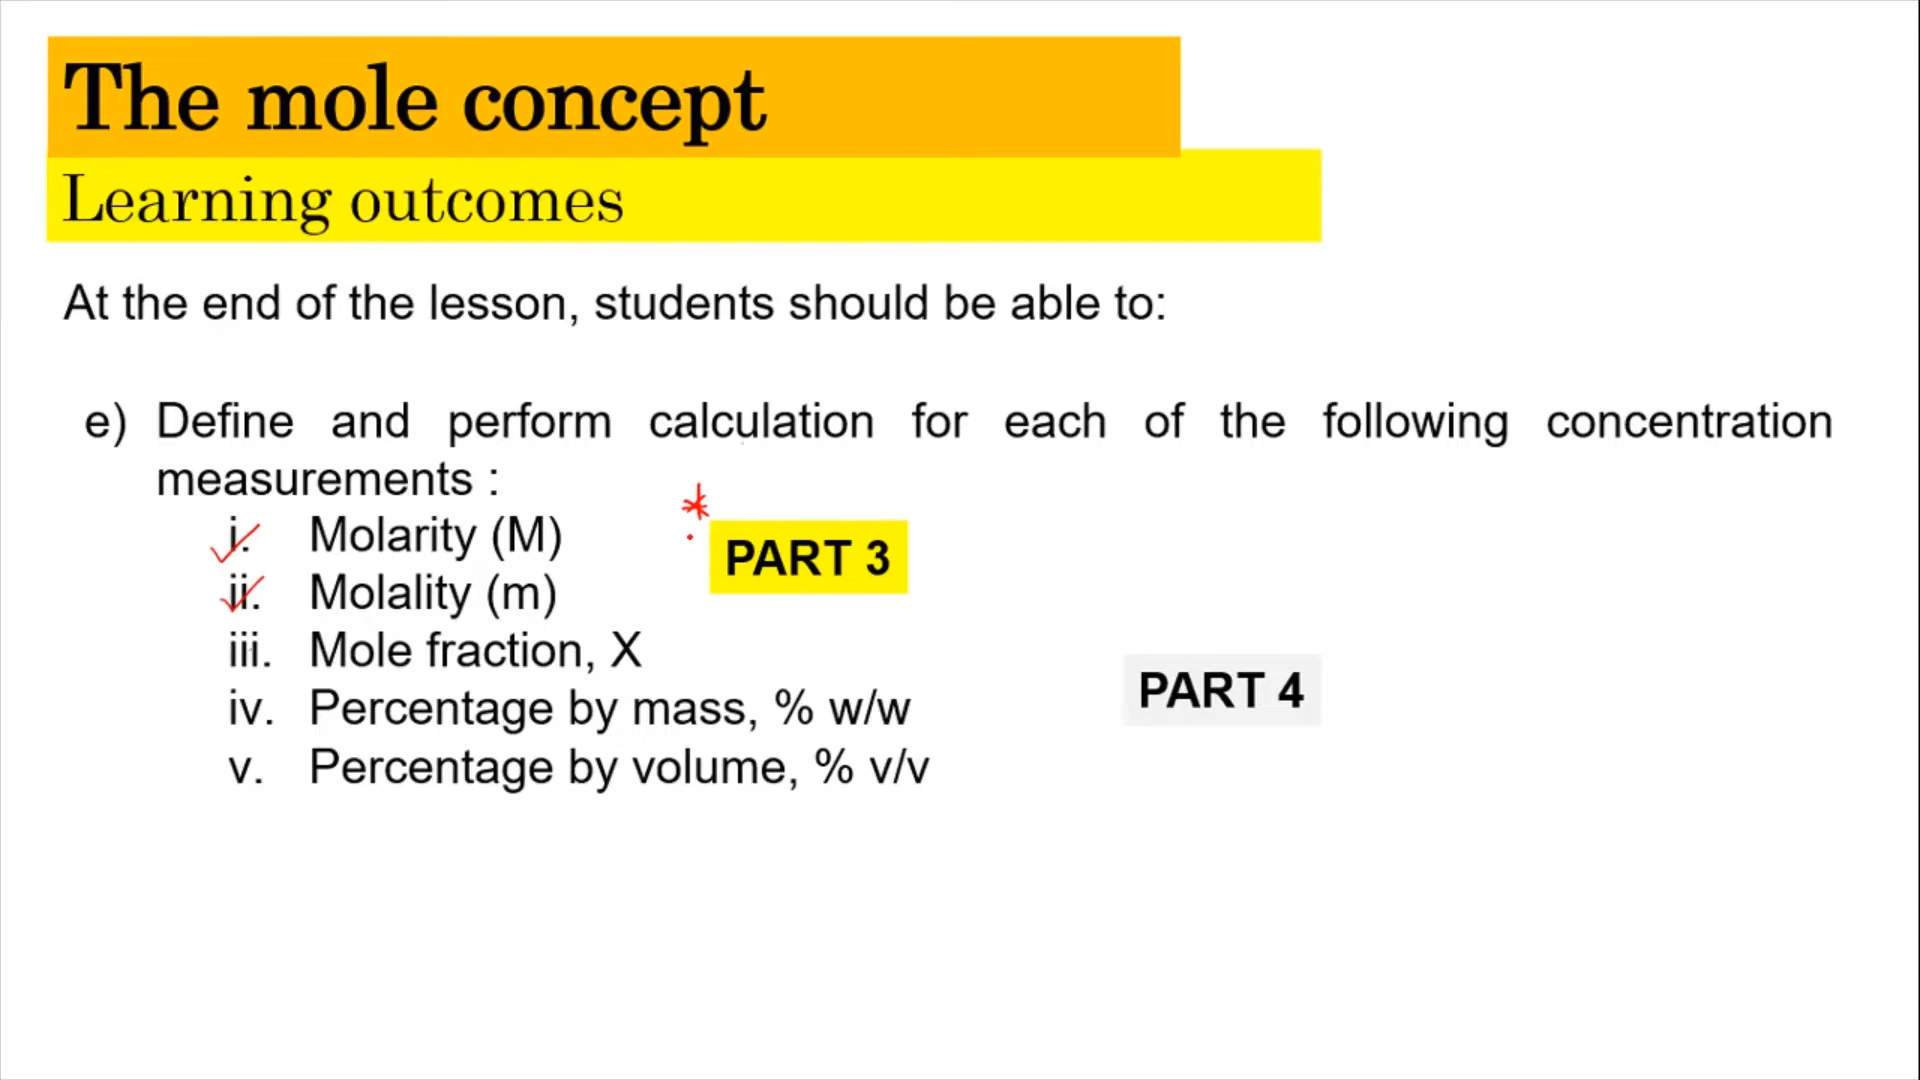 The mole concept
Learning outcomes
At the end of the lesson, students should be able to:
e) Define and perform calculation for each of the following concentration
measurements :
i. Molarity (M)
PART 3
ii. Molality (m)
iii. Mole fraction, X
PART 4
iv. Percentage by mass, % w/w
v. Percentage by volume, % v/v